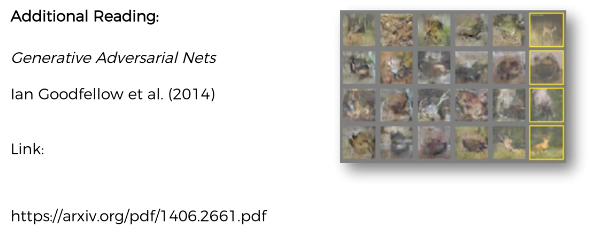 Additional Reading:
Generative Adversarial Nets
Ian Goodfellow et al. (2014)
Link:
https://arxiv.org/pdf/1406.2661.pdf